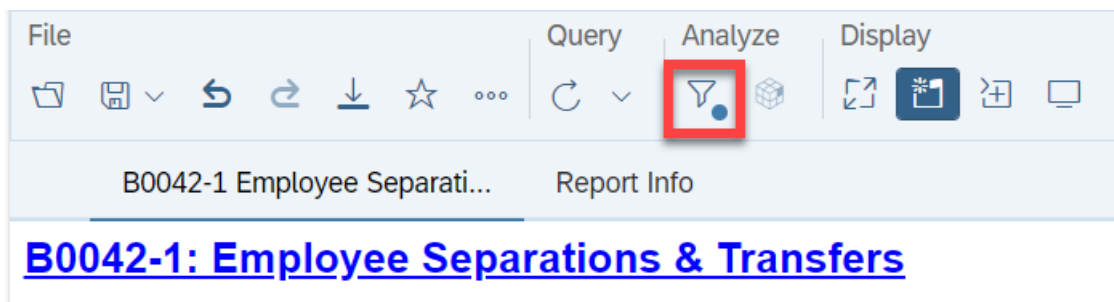 File Query Analyze Display
B0042-1 Employee Separati... Report Info
B0042-1: Employee Separations & Transfers